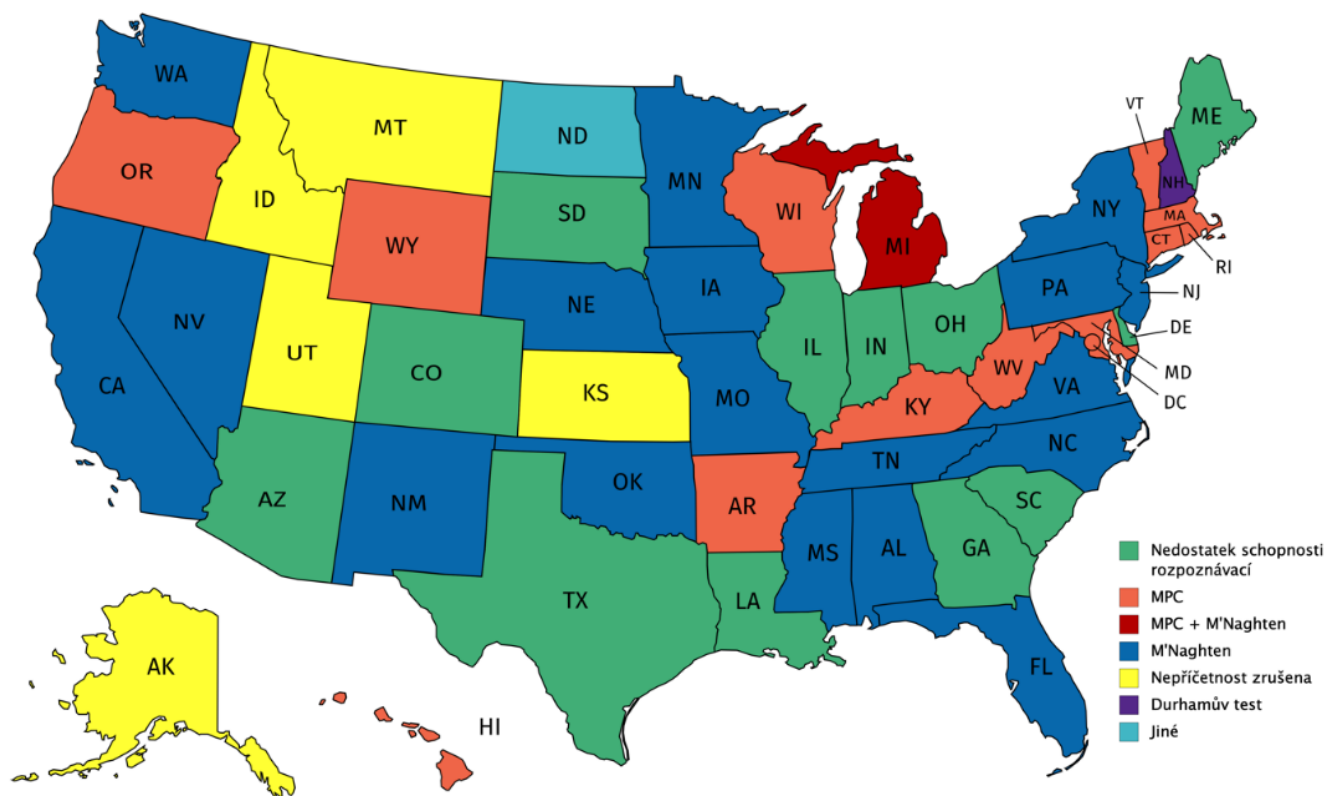 WA
OR
MT
ID
WY
ND
SD
MN
WI
MI
VT
ME
NH
NY
MA
CT
RI
CA
NV
UT
CO
NE
IA
KS
MO
IL
IN
OH
PA
NJ
DE
MD
DC
WV
VA
KY
AZ
NM
OK
AR
TN
NC
SC
TX
LA
MS
AL
GA
FL
AK
HI
Nedostatek schopnosti
rozpoznávací
MPC
MPC + M'Naghten
M'Naghten
Nepříčetnost zrušena
Durhamův test
Jiné